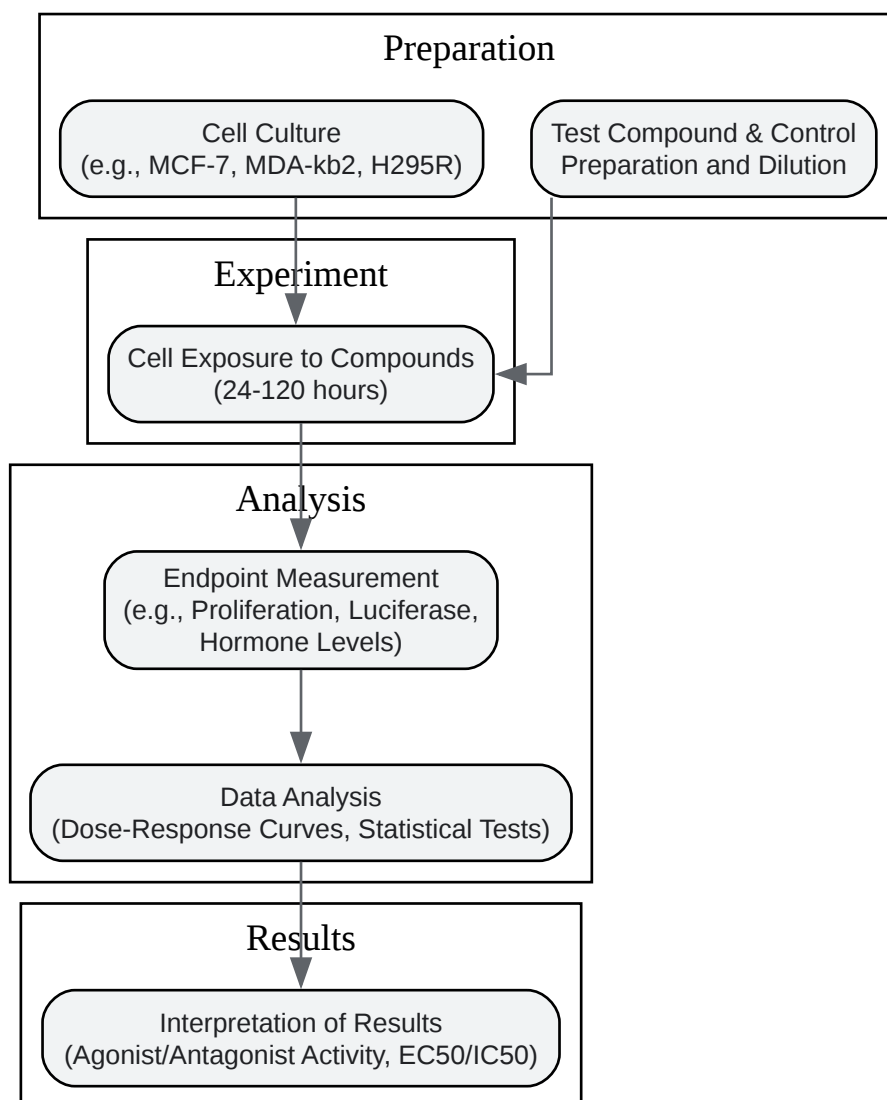 Preparation
Cell Culture
(e.g., MCF-7, MDA-kb2, H295R)
Test Compound & Control
Preparation and Dilution
Experiment
Cell Exposure to Compounds
(24-120 hours)
Analysis
Endpoint Measurement
(e.g., Proliferation, Luciferase,
Hormone Levels)
Data Analysis
(Dose-Response Curves, Statistical Tests)
Results
Interpretation of Results
(Agonist/Antagonist Activity, EC50/IC50)